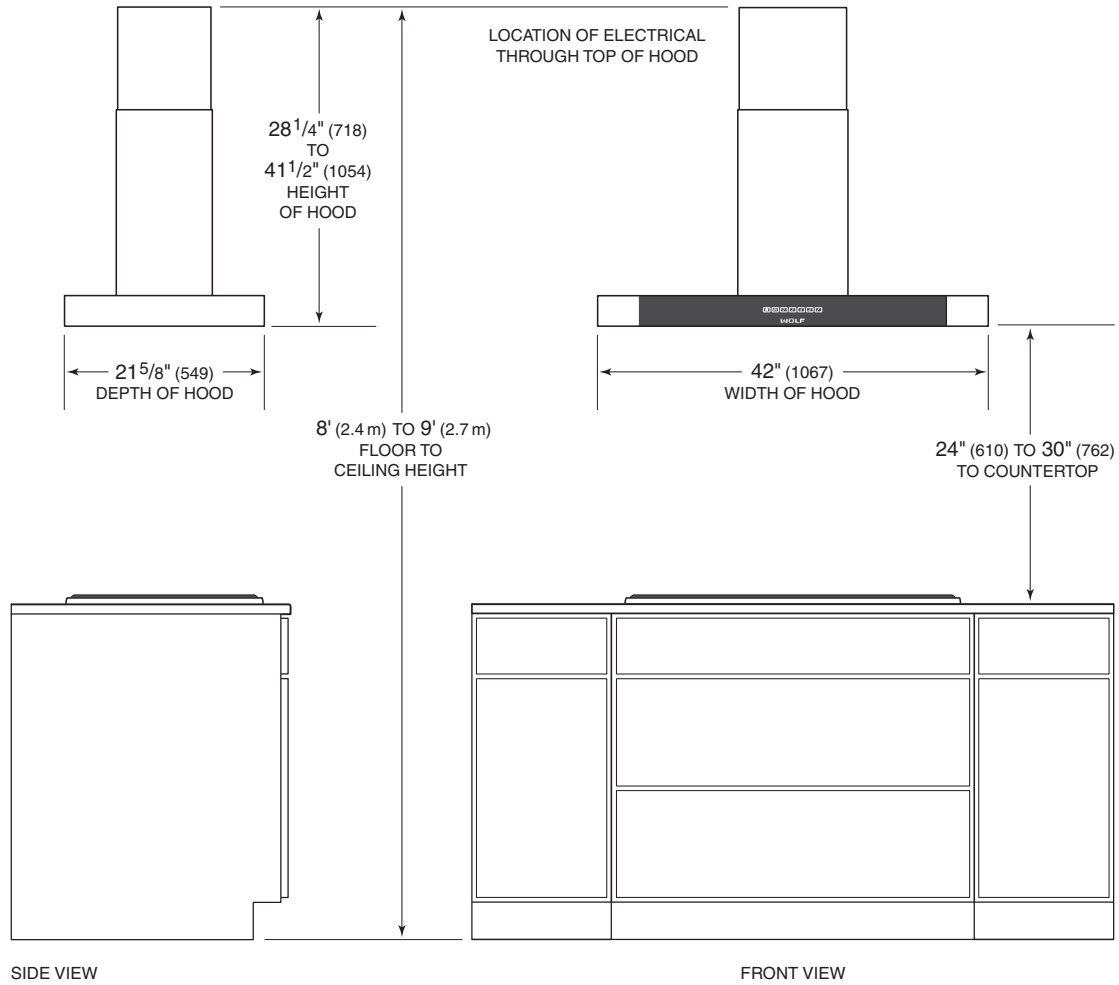 LOCATION OF ELECTRICAL
THROUGH TOP OF HOOD
28 1/4" (718)
TO
41 1/2" (1054)
HEIGHT
OF HOOD
WOLF
21 5/8" (549)
DEPTH OF HOOD
42" (1067)
WIDTH OF HOOD
8' (2.4 m) TO 9' (2.7 m)
FLOOR TO
CEILING HEIGHT
24" (610) TO 30" (762)
TO COUNTERTOP
SIDE VIEW
FRONT VIEW